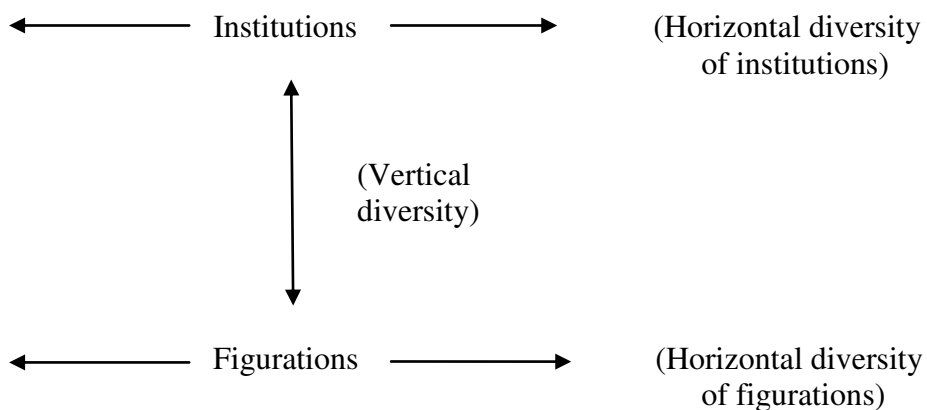 Institutions
(Horizontal diversity
of institutions)
(Vertical
diversity)
Figurations
(Horizontal diversity
of figurations)